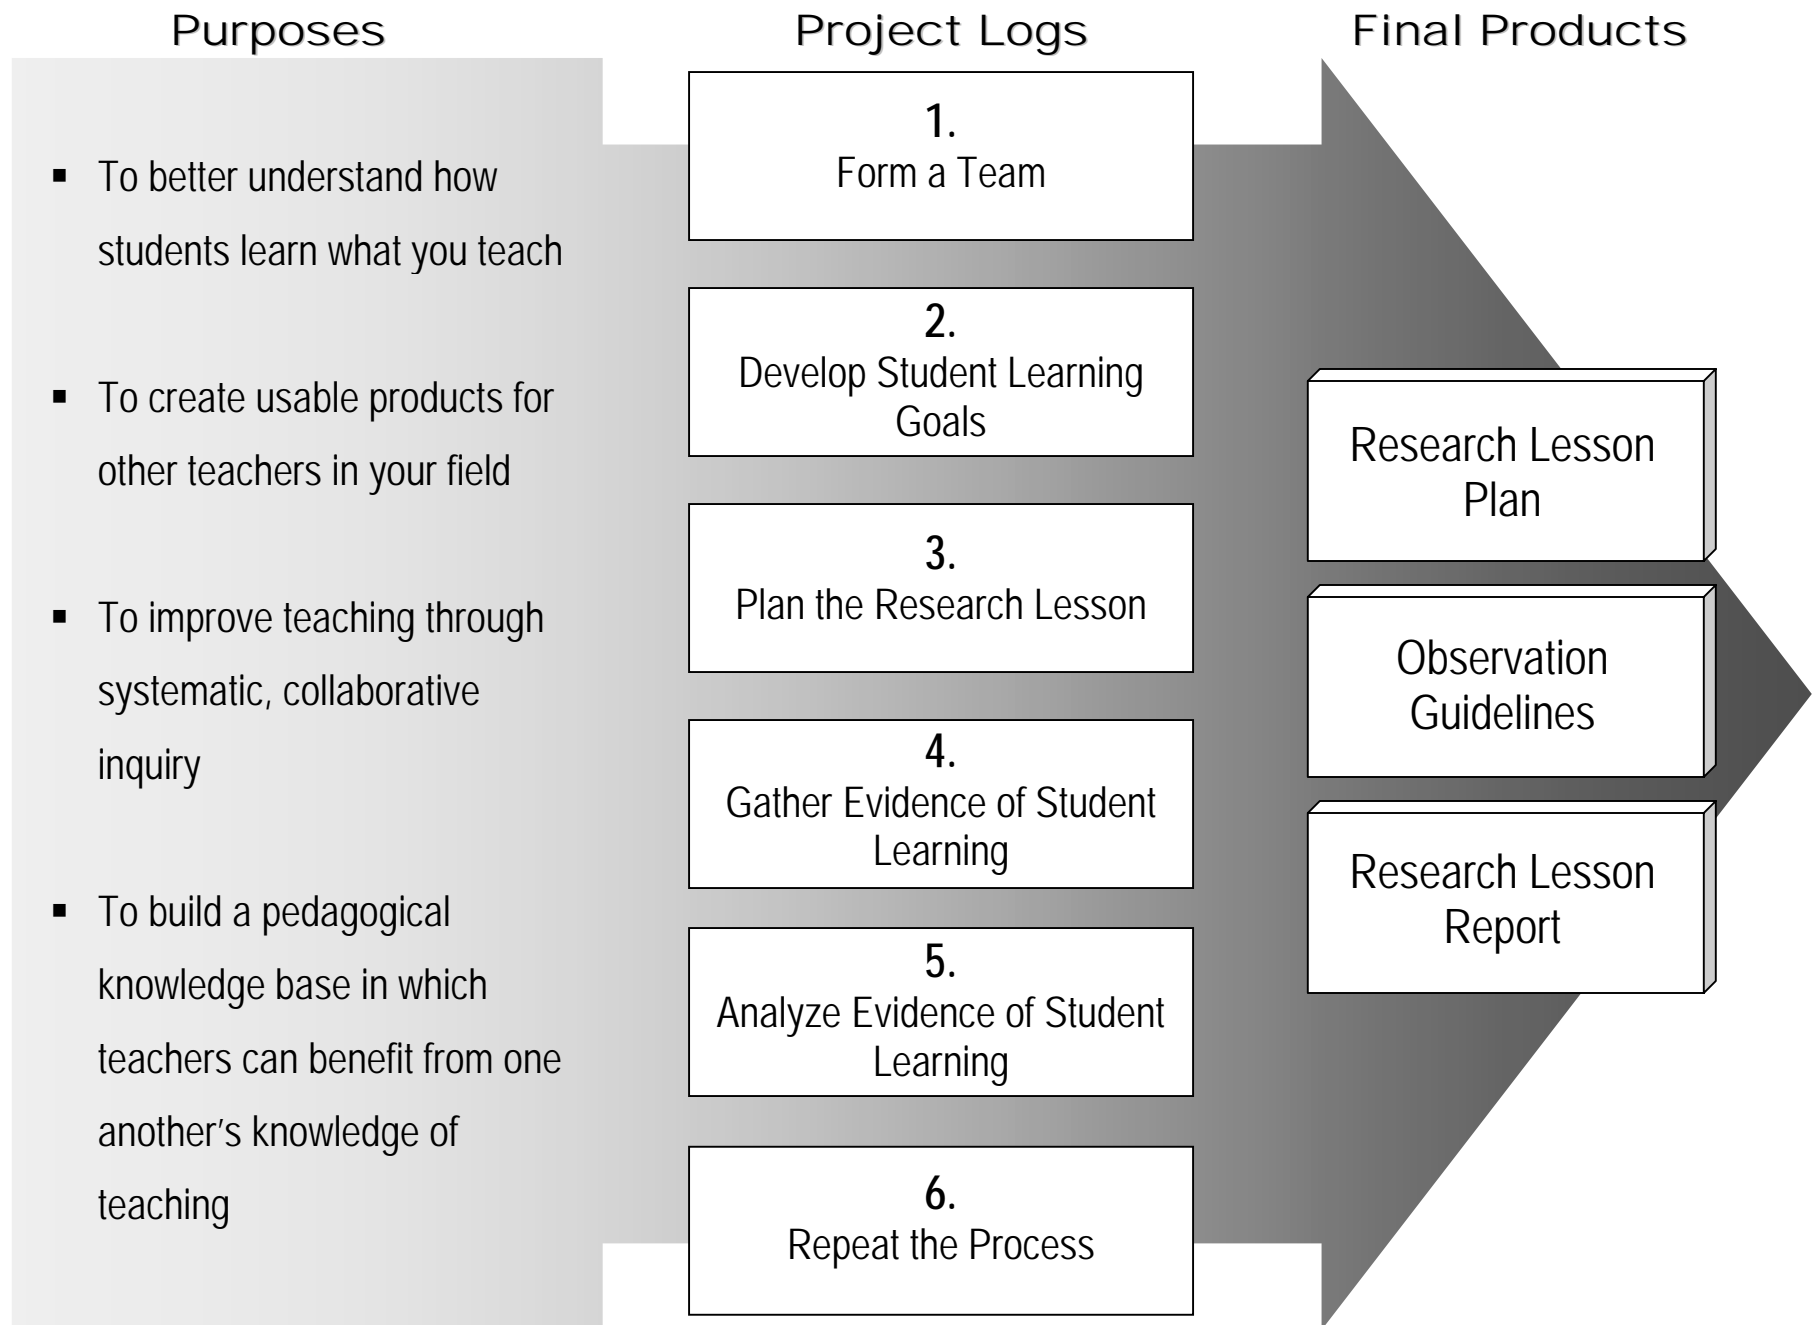 Purposes
▪ To better understand how
students learn what you teach
▪ To create usable products for
other teachers in your field
▪ To improve teaching through
systematic, collaborative
inquiry
▪ To build a pedagogical
knowledge base in which
teachers can benefit from one
another’s knowledge of
teaching
Project Logs
1.
Form a Team
2.
Develop Student Learning
Goals
3.
Plan the Research Lesson
4.
Gather Evidence of Student
Learning
5.
Analyze Evidence of Student
Learning
6.
Repeat the Process
Final Products
Research Lesson
Plan
Observation
Guidelines
Research Lesson
Report